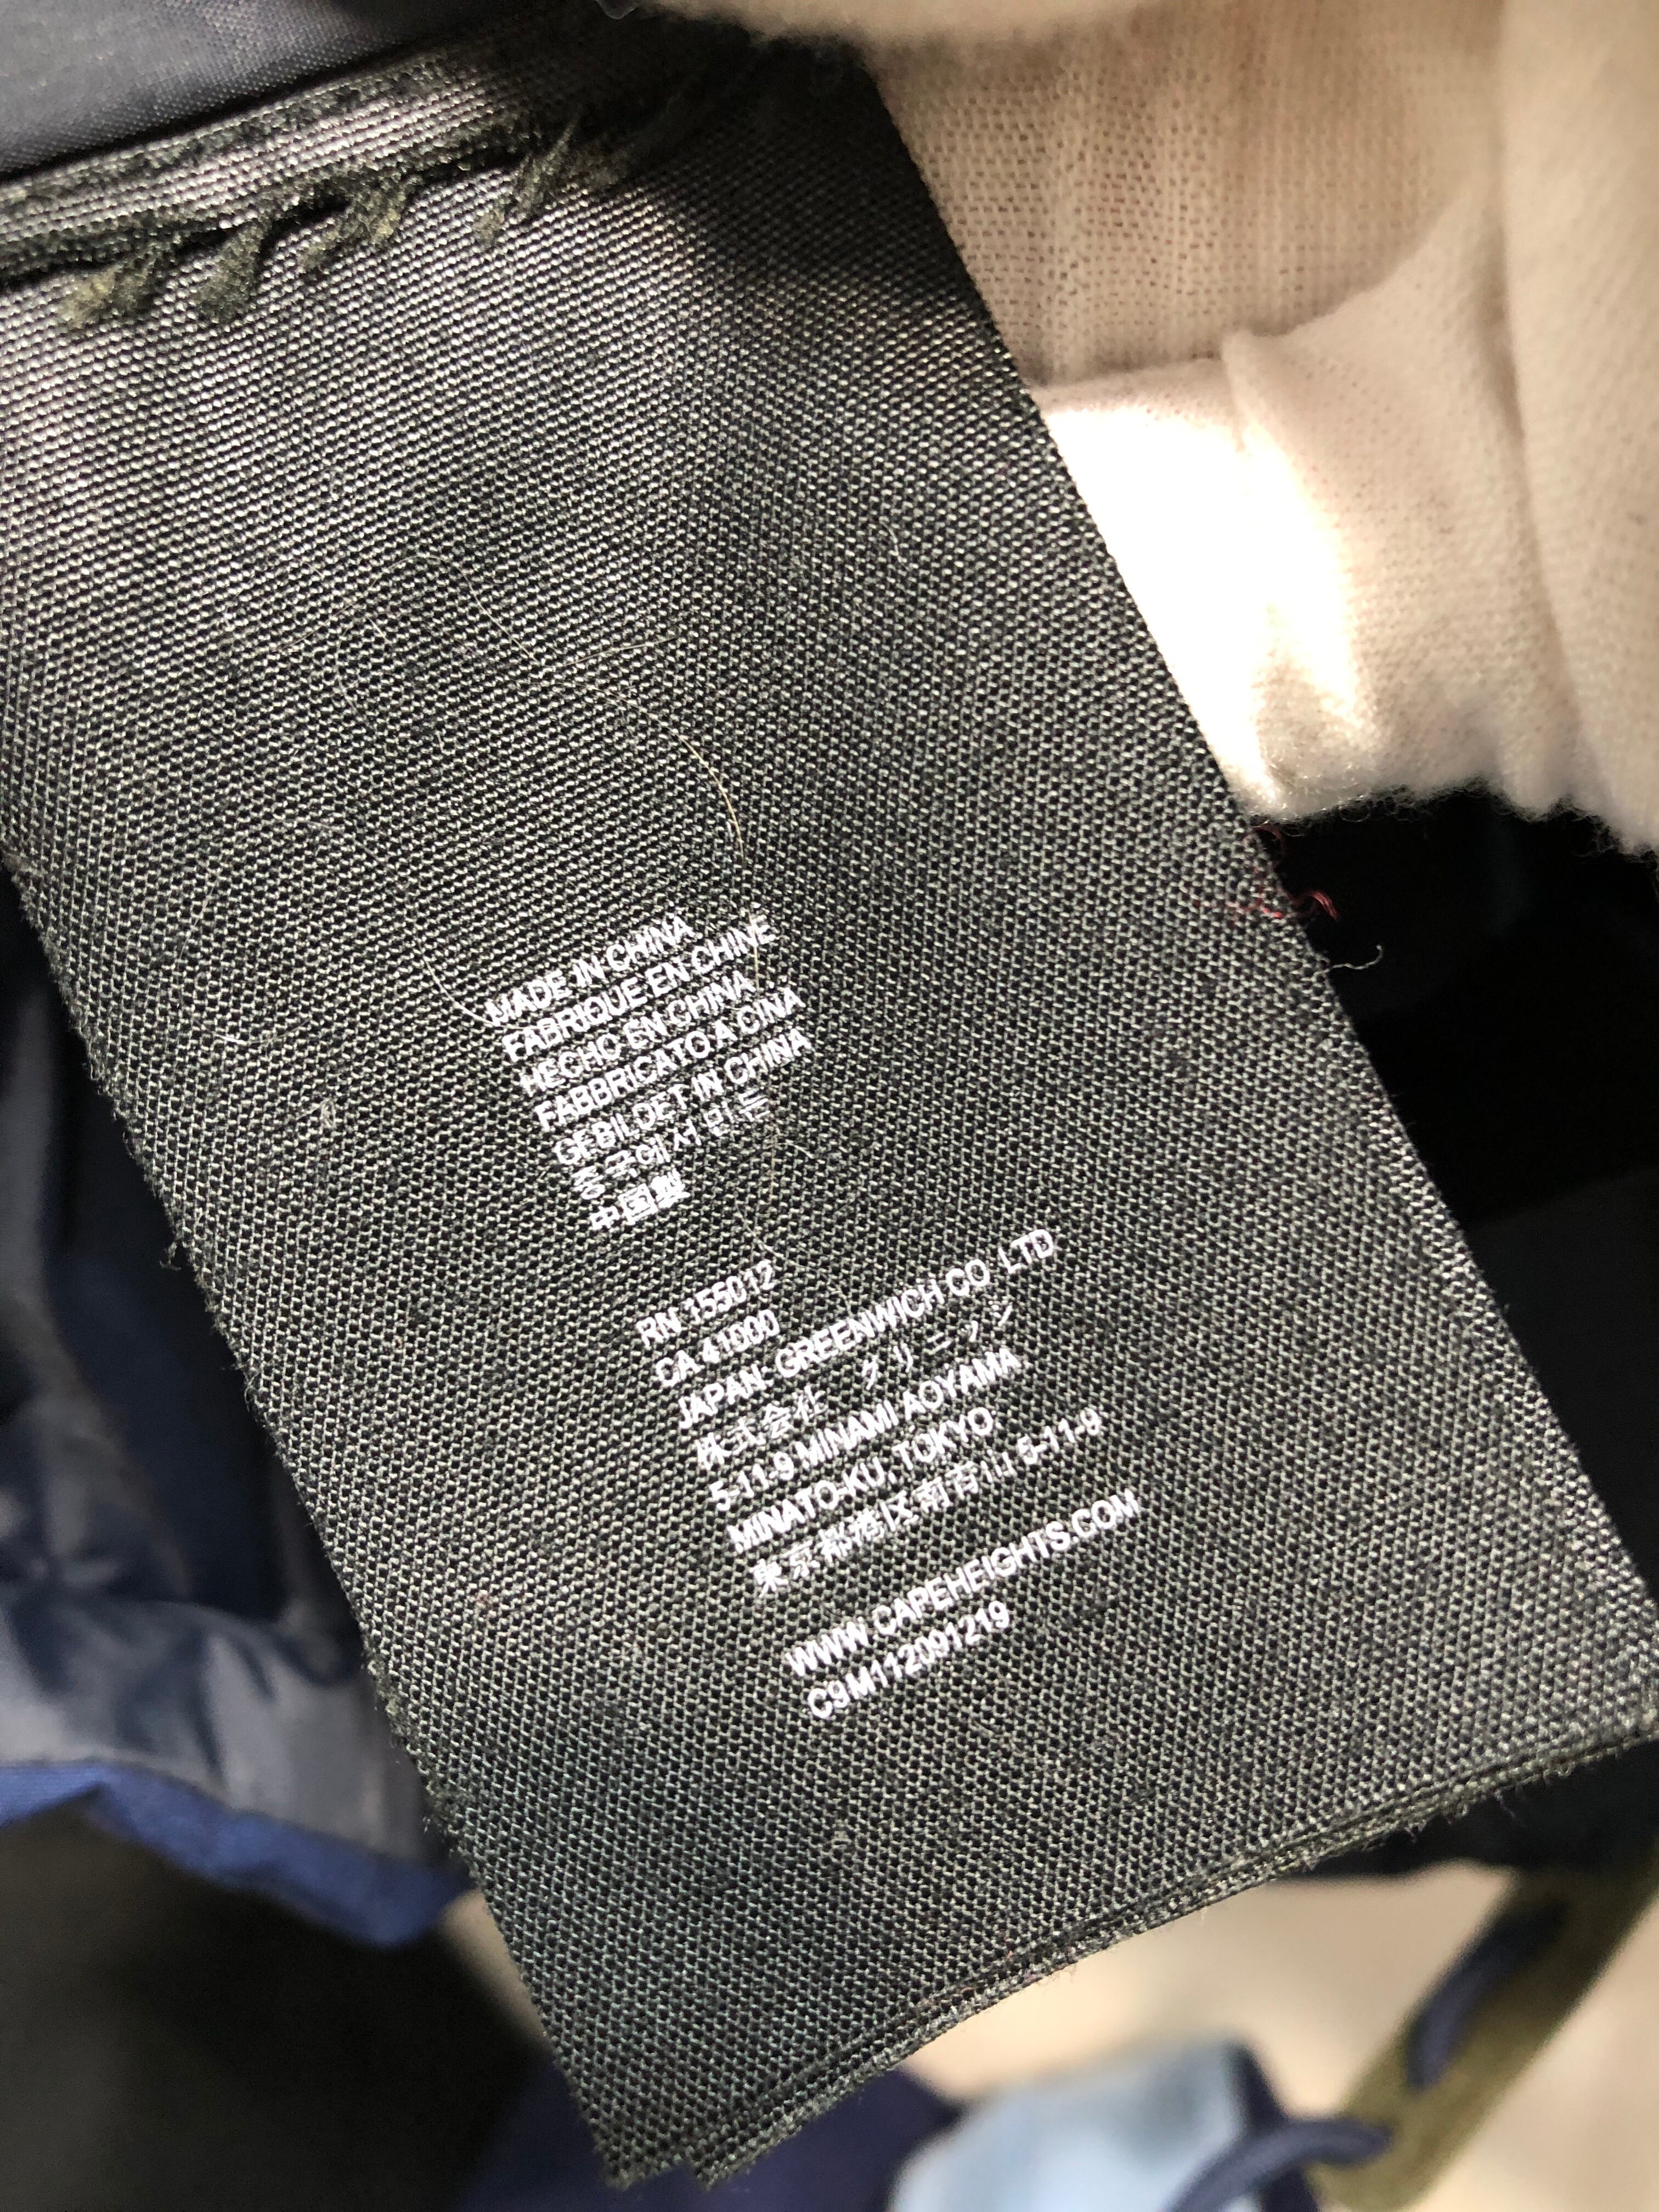 MADE IN CHINA
FABRIQUE EN CHINE
HECHO EN CHINA
FABBRICATO A CINA
GEBILDET IN CHINA
중국에서 만든
中国製
RN 155012
CA 41000
JAPAN- GREENWICH CO LTD
株式会社 グリニッジ
5-11-9 MINAMI AOYAMA
MINATO-KU, TOKYO
東京都港区南青山 5-11-9
WWW.CAPEHEIGHTS.COM
C9M112001219